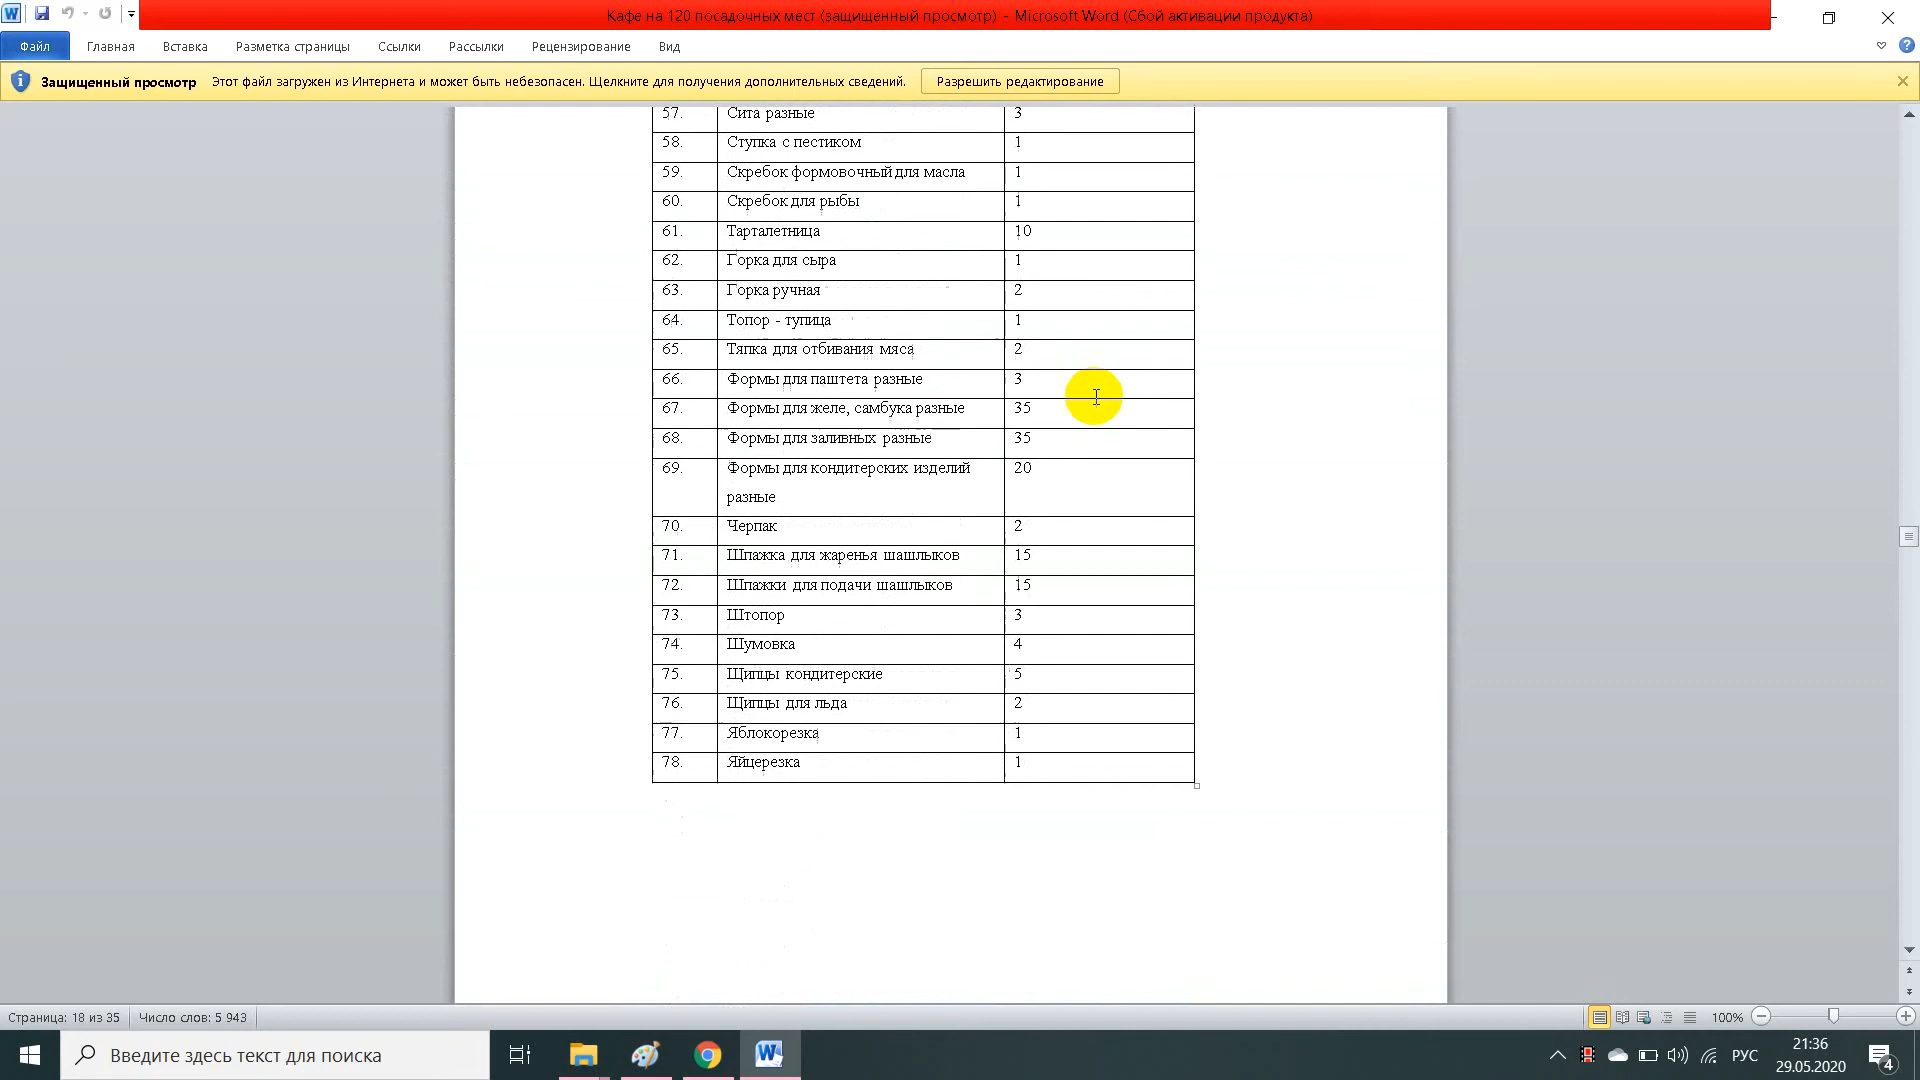 Кафе на 120 посадочных мест (защищенный просмотр) - Microsoft Word (Сбой активации продукта)
Файл Главная Вставка Разметка страницы Ссылки Рассылки Рецензирование Вид
Защищенный просмотр Этот файл загружен из Интернета и может быть небезопасен. Щелкните для получения дополнительных сведений. Разрешить редактирование
57. Сита разные 3
58. Ступка с пестиком 1
59. Скребок формовочный для масла 1
60. Скребок для рыбы 1
61. Тарталетница 10
62. Горка для сыра 1
63. Горка ручная 2
64. Топор - тупица 1
65. Тяпка для отбивания мяса 2
66. Формы для паштета разные 3
67. Формы для желе, самбука разные 35
68. Формы для заливных разные 35
69. Формы для кондитерских изделий 20
разные
70. Черпак 2
71. Шпажка для жаренья шашлыков 15
72. Шпажки для подачи шашлыков 15
73. Штопор 3
74. Шумовка 4
75. Щипцы кондитерские 5
76. Щипцы для льда 2
77. Яблокорезка 1
78. Яйцерезка 1
Страница: 18 из 35 Число слов: 5 943 100%
Введите здесь текст для поиска РУС 21:36
29.05.2020 4